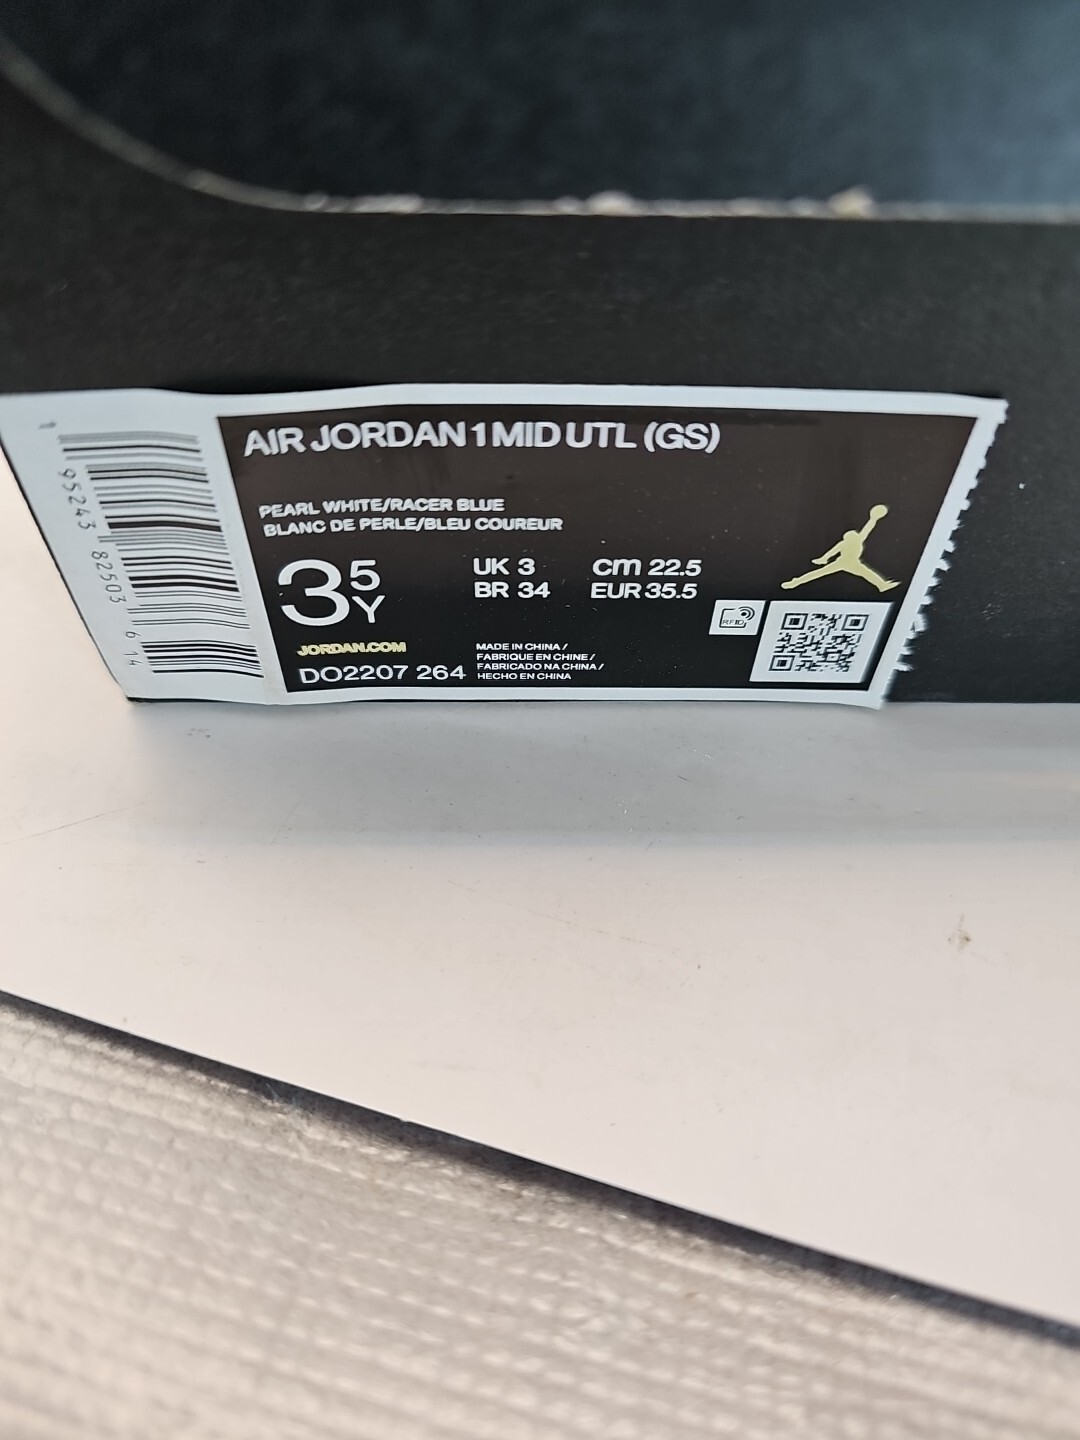 AIR JORDAN 1 MID UTL (GS)
PEARL WHITE/RACER BLUE
BLANC DE PERLE/BLEU COUREUR
3 5Y
UK 3 cm 22.5
BR 34 EUR 35.5
RFID
JORDAN.COM
DO2207 264
MADE IN CHINA /
FABRIQUE EN CHINE /
FABRICADO NA CHINA /
HECHO EN CHINA
1 95243 82503 6 14